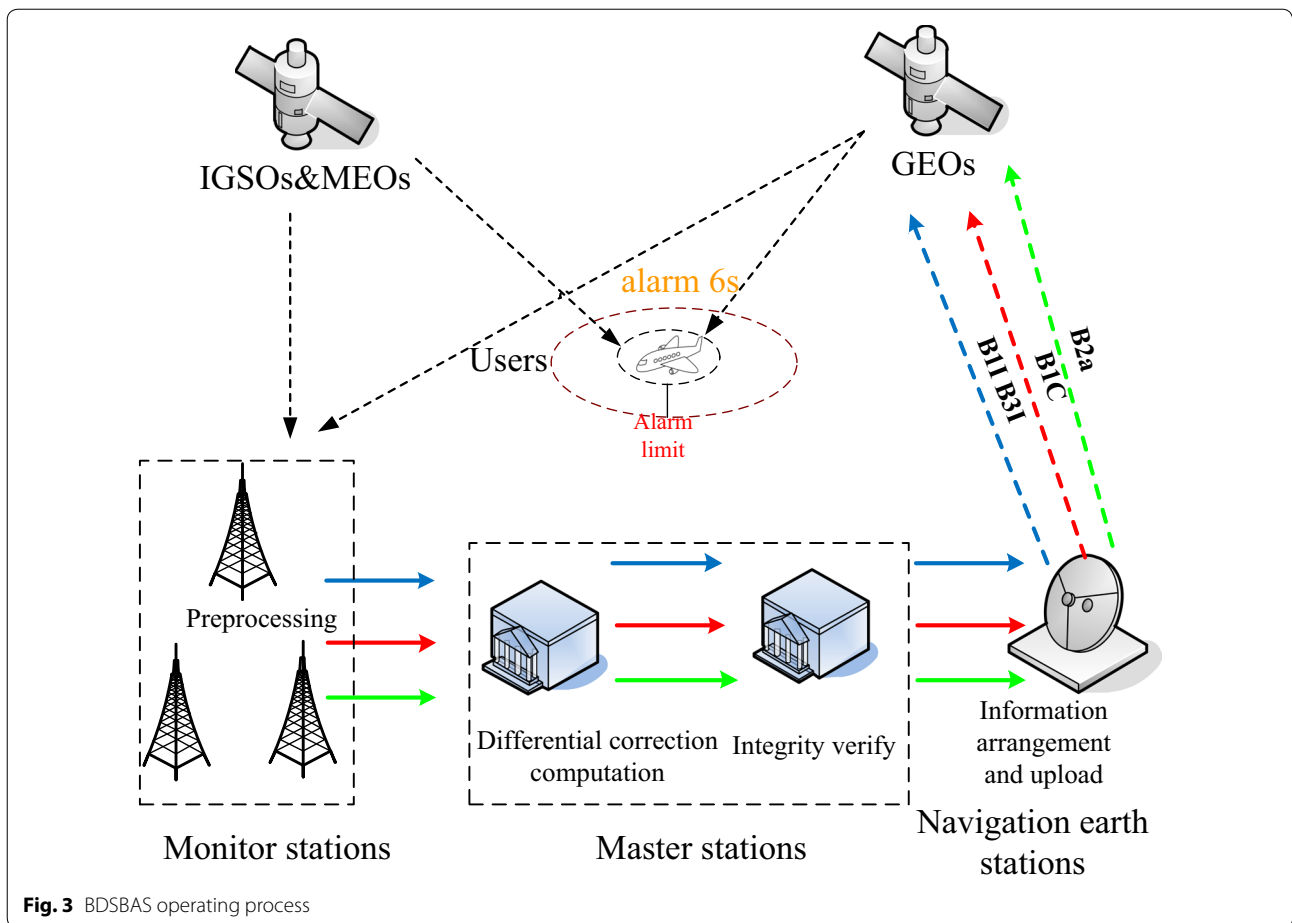 IGSOs&MEOs
GEOs
alarm 6s
Users
Alarm
limit
B1I B3I
B1C
B2a
Preprocessing
Differential correction
computation
Integrity verify
Information
arrangement
and upload
Monitor stations
Master stations
Navigation earth
stations
Fig. 3 BDSBAS operating process